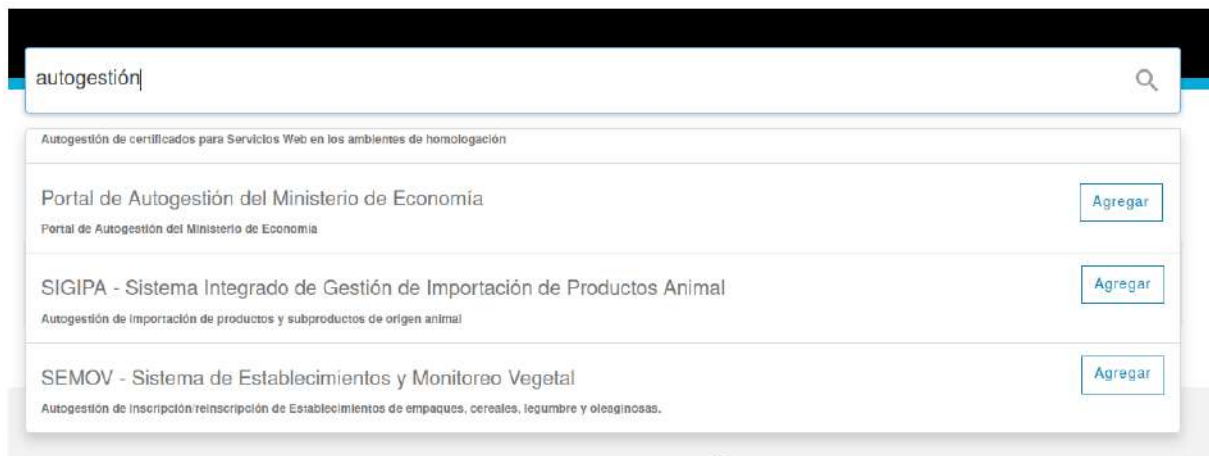 autogestión
Autogestión de certificados para Servicios Web en los ambientes de homologación
Portal de Autogestión del Ministerio de Economía
Agregar
Portal de Autogestión del Ministerio de Economía
SIGIPA - Sistema Integrado de Gestión de Importación de Productos Animal
Agregar
Autogestión de importación de productos y subproductos de origen animal
SEMOV - Sistema de Establecimientos y Monitoreo Vegetal
Agregar
Autogestión de inscripción/reinscripción de Establecimientos de empaques, cereales, legumbre y oleaginosas.